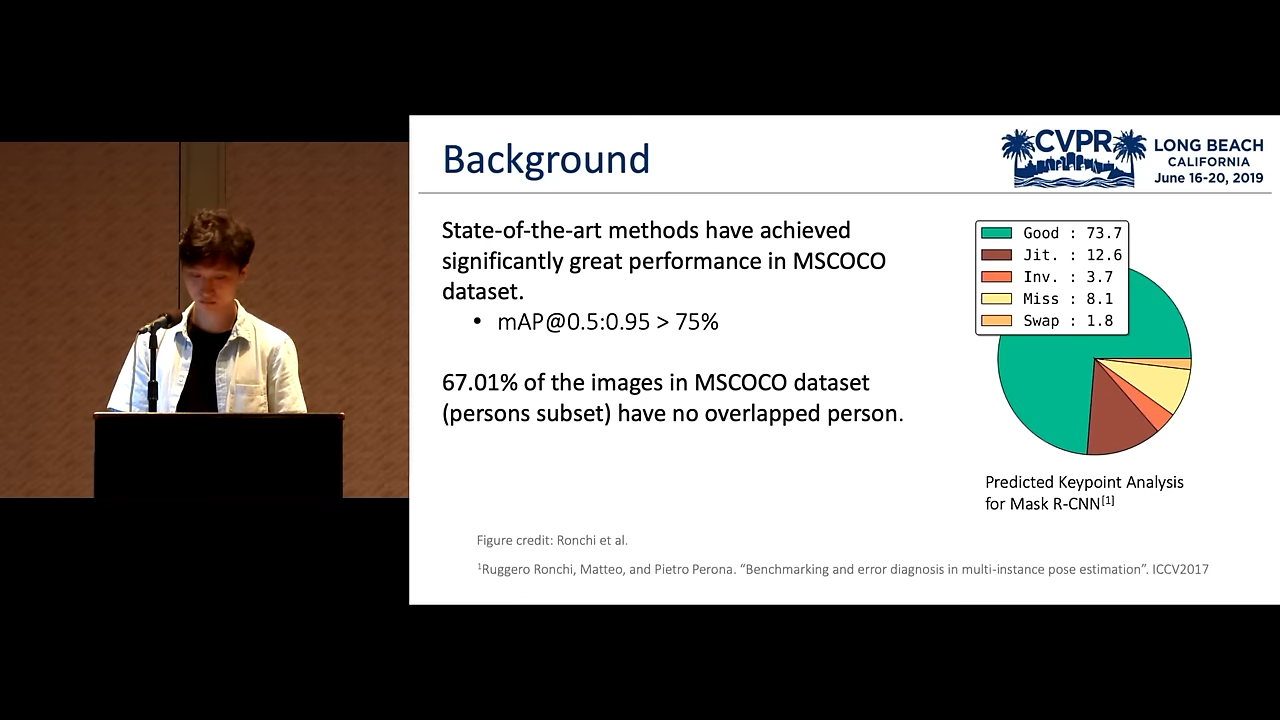 Background
CVPR
LONG BEACH
CALIFORNIA
June 16-20, 2019
State-of-the-art methods have achieved
significantly great performance in MSCOCO
dataset.
• mAP@0.5:0.95 > 75%
67.01% of the images in MSCOCO dataset
(persons subset) have no overlapped person.
Good : 73.7
Jit. : 12.6
Inv. : 3.7
Miss : 8.1
Swap : 1.8
Predicted Keypoint Analysis
for Mask R-CNN[1]
Figure credit: Ronchi et al.
1Ruggero Ronchi, Matteo, and Pietro Perona. “Benchmarking and error diagnosis in multi-instance pose estimation”. ICCV2017